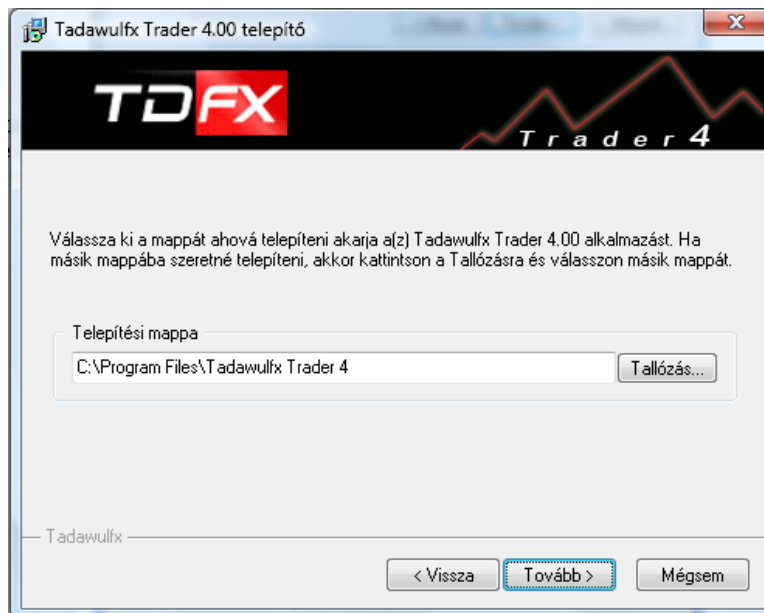 Tadawulfx Trader 4.00 telepítő
TDFX
Trader 4
Válassza ki a mappát ahová telepíteni akarja a(z) Tadawulfx Trader 4.00 alkalmazást. Ha
másik mappába szeretné telepíteni, akkor kattintson a Tallózásra és válasszon másik mappát.
Telepítési mappa
C:\Program Files\Tadawulfx Trader 4
Tallózás...
Tadawulfx
< Vissza
Tovább >
Mégsem